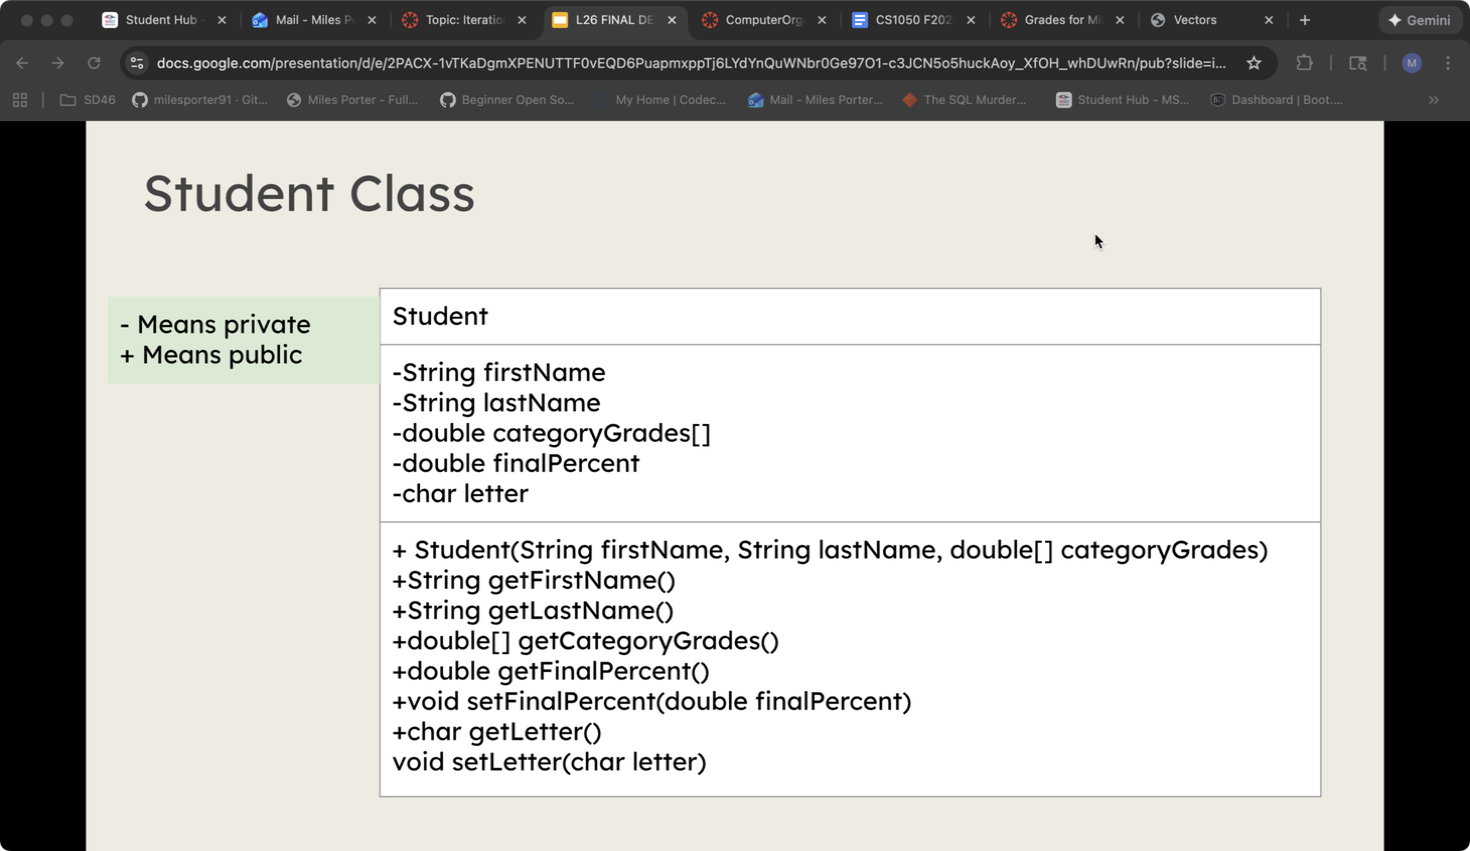 Student Hub
Mail - Miles P
Topic: Iteratio
L26 FINAL DE
ComputerOrg
CS1050 F202
Grades for Mi
Vectors
Gemini
docs.google.com/presentation/d/e/2PACX-1vTKaDgmXPENUTTF0vEQD6PuapmxppTj6LYdYnQuWNbr0Ge97O1-c3JCN5o5huckAoy_XfOH_whDUwRn/pub?slide=i...
M
SD46
milesporter91 · Git...
Miles Porter - Full...
Beginner Open So...
My Home | Codec...
Mail - Miles Porter...
The SQL Murder...
Student Hub - MS...
Dashboard | Boot....
Student Class
- Means private
+ Means public
Student
-String firstName
-String lastName
-double categoryGrades[]
-double finalPercent
-char letter
+ Student(String firstName, String lastName, double[] categoryGrades)
+String getFirstName()
+String getLastName()
+double[] getCategoryGrades()
+double getFinalPercent()
+void setFinalPercent(double finalPercent)
+char getLetter()
void setLetter(char letter)